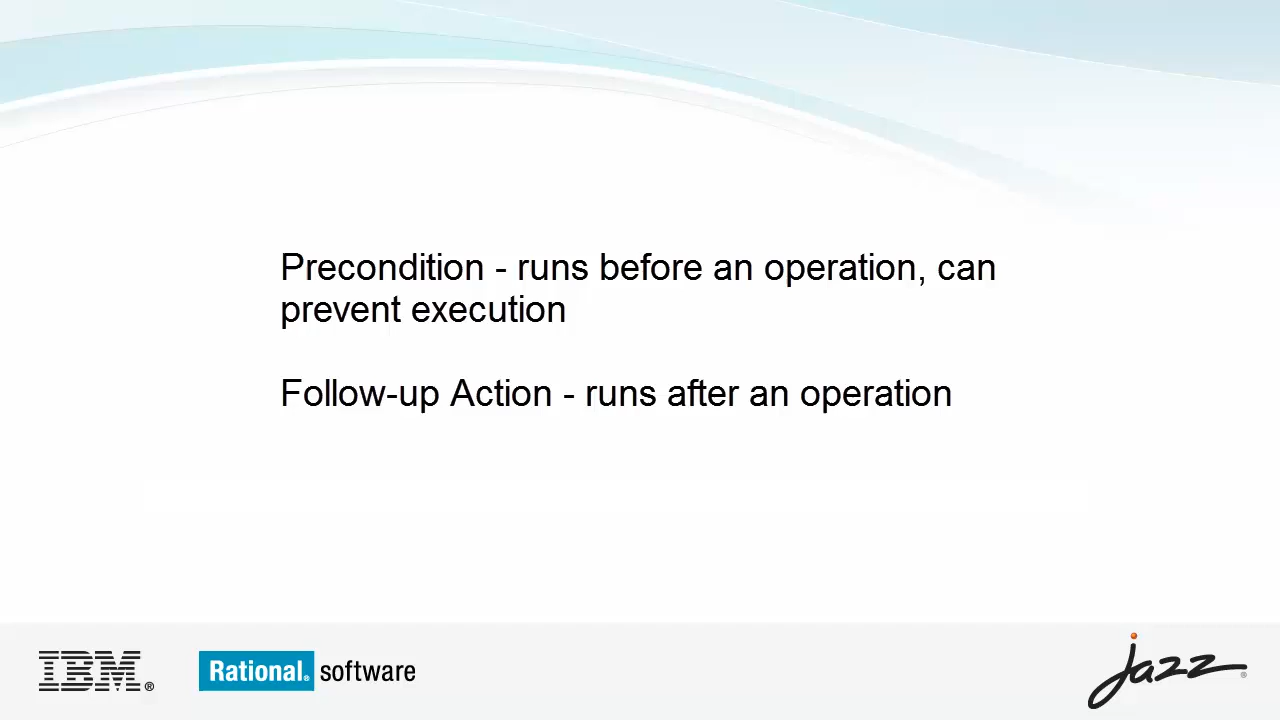 Precondition - runs before an operation, can
prevent execution
Follow-up Action - runs after an operation
IBM®
Rational® software
jazz®